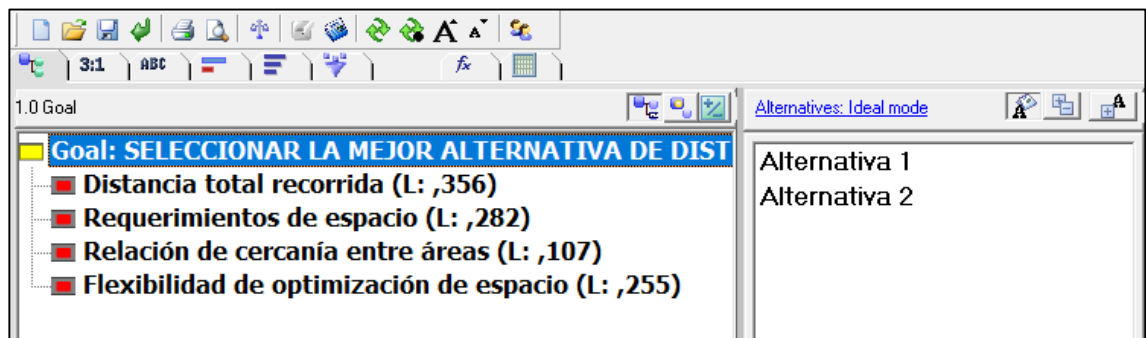 3:1 ABC fx
1.0 Goal
Goal: SELECCIONAR LA MEJOR ALTERNATIVA DE DIST
Distancia total recorrida (L: ,356)
Requerimientos de espacio (L: ,282)
Relación de cercanía entre áreas (L: ,107)
Flexibilidad de optimización de espacio (L: ,255)
Alternatives: Ideal mode
Alternativa 1
Alternativa 2